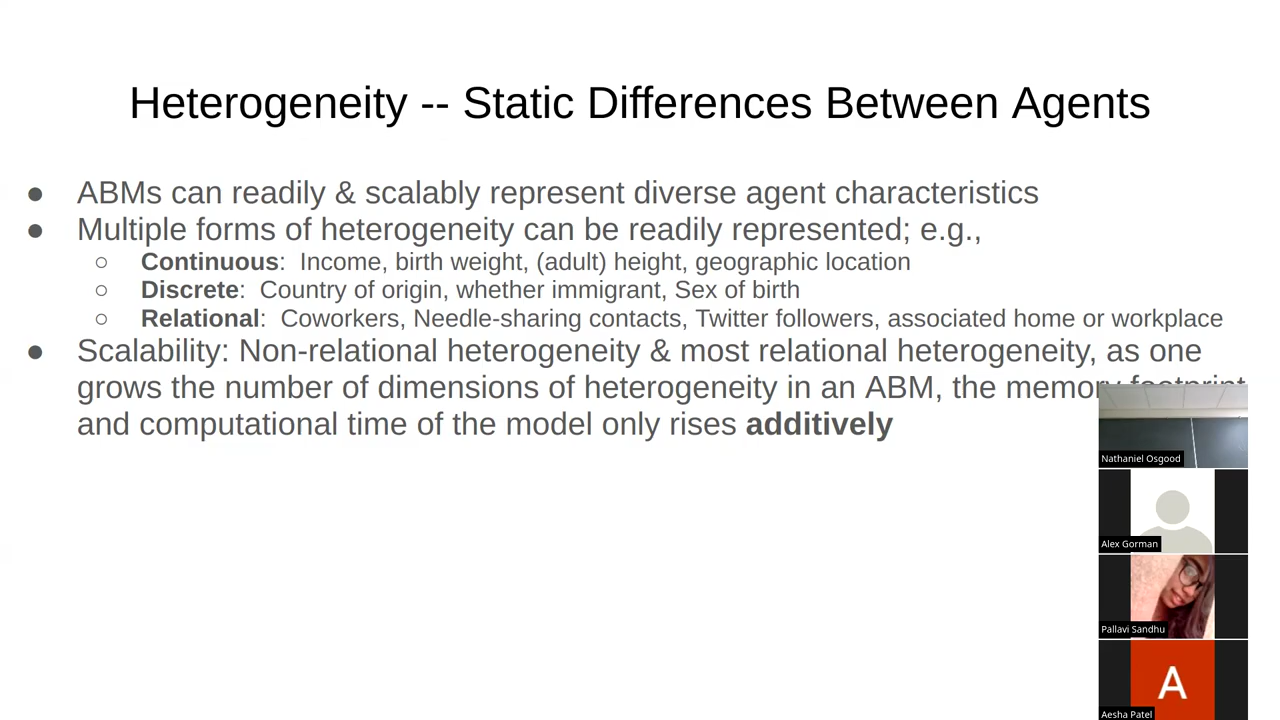 Heterogeneity -- Static Differences Between Agents
● ABMs can readily & scalably represent diverse agent characteristics
● Multiple forms of heterogeneity can be readily represented; e.g.,
○ Continuous: Income, birth weight, (adult) height, geographic location
○ Discrete: Country of origin, whether immigrant, Sex of birth
○ Relational: Coworkers, Needle-sharing contacts, Twitter followers, associated home or workplace
● Scalability: Non-relational heterogeneity & most relational heterogeneity, as one
grows the number of dimensions of heterogeneity in an ABM, the memory footprint
and computational time of the model only rises additively
Nathaniel Osgood
Alex Gorman
Pallavi Sandhu
A
Aesha Patel